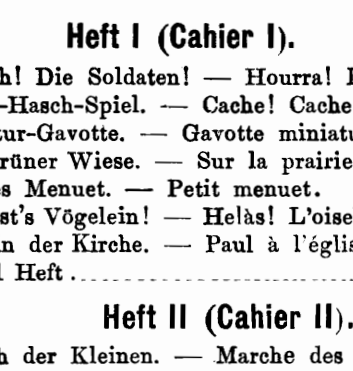 Heft I (Cahier I).
h! Die Soldaten! — Hourra!
-Hasch-Spiel. — Cache! Cache
ur-Gavotte. — Gavotte miniatu
rüner Wiese. — Sur la prairie
s Menuet. — Petit menuet.
st's Vögelein! — Helàs! L'oise
n der Kirche. — Paul à l'églis
l Heft
Heft II (Cahier II).
h der Kleinen. — Marche des